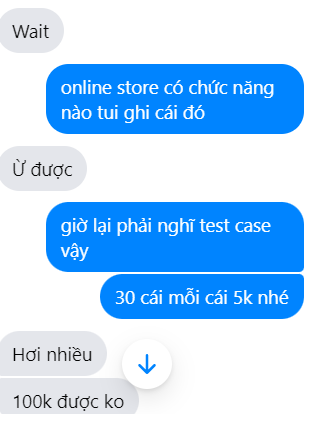 Wait
online store có chức năng
nào tui ghi cái đó
Ừ được
giờ lại phải nghĩ test case
vậy
30 cái mỗi cái 5k nhé
Hơi nhiều
100k được ko